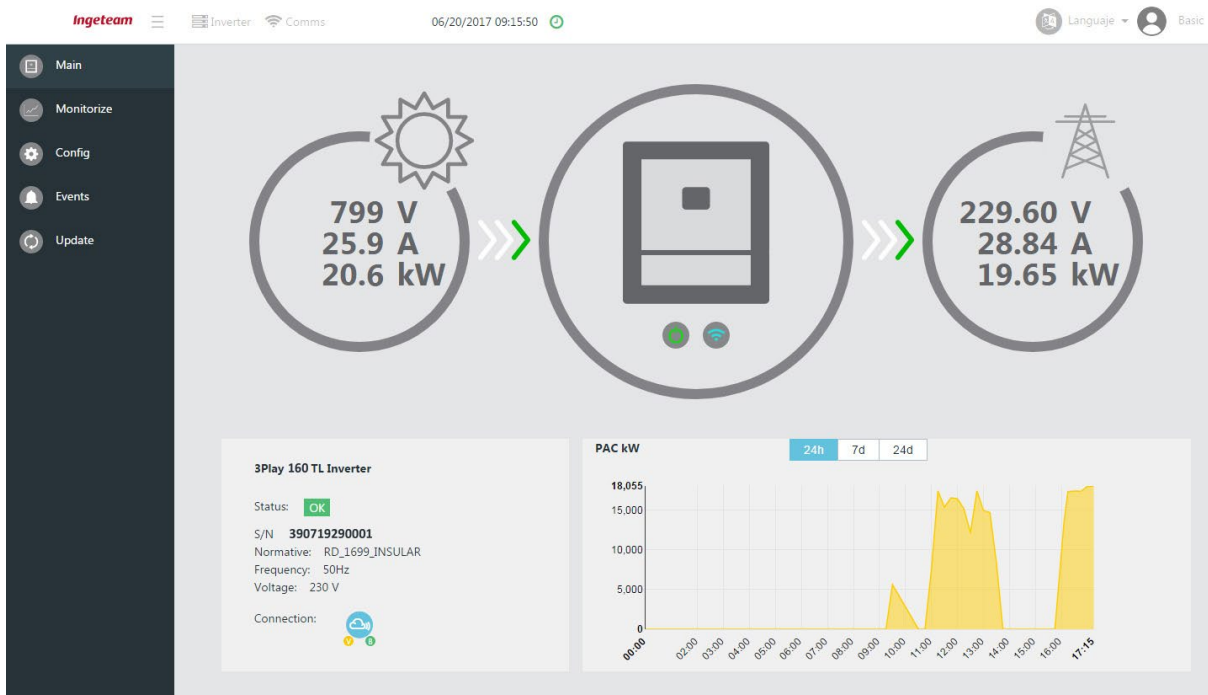 Ingeteam
Inverter Comms
06/20/2017 09:15:50
Languaje
Basic
Main
Monitorize
Config
Events
Update
799 V
25.9 A
20.6 kW
229.60 V
28.84 A
19.65 kW
3Play 160 TL Inverter
Status: OK
S/N 390719290001
Normative: RD_1699_INSULAR
Frequency: 50Hz
Voltage: 230 V
Connection:
V B
PAC kW
24h 7d 24d
18,055
15,000
10,000
5,000
0
00:00 02:00 03:00 04:00 05:00 06:00 07:00 08:00 09:00 10:00 11:00 12:00 13:00 14:00 15:00 16:00 17:15